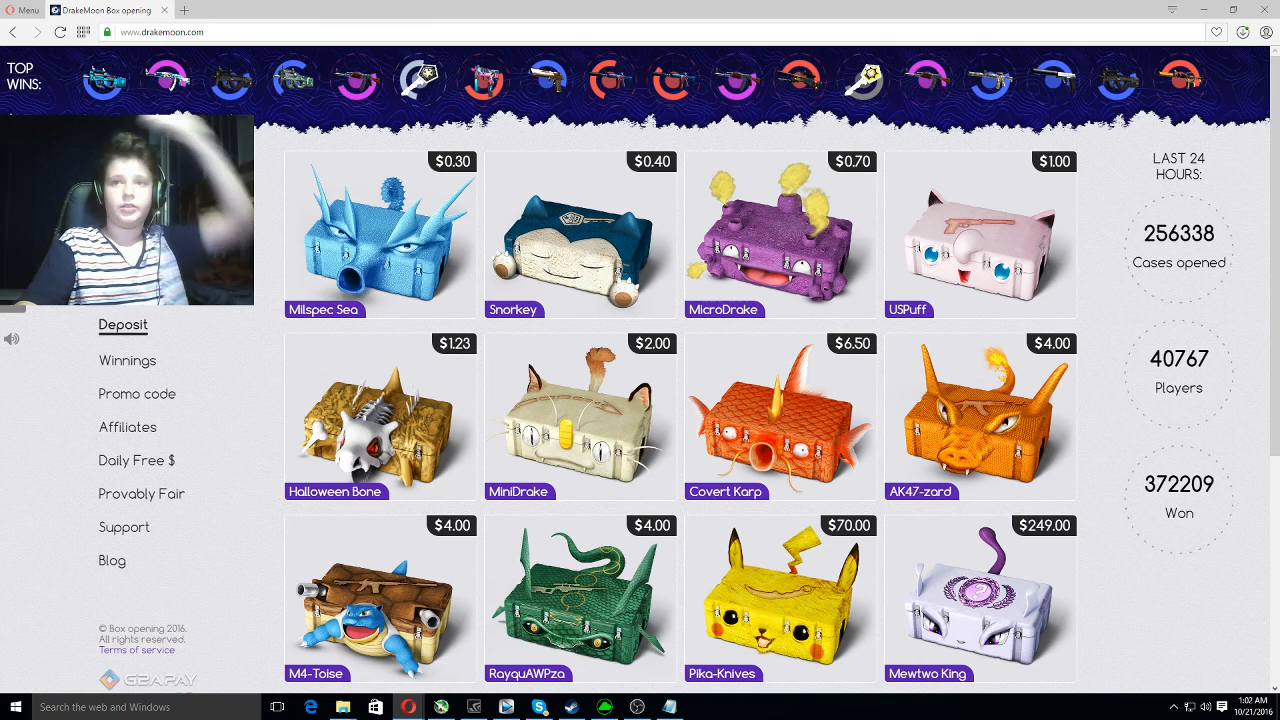 Menu
DrakeMoon Box opening
www.drakemoon.com
TOP
WINS:
Deposit
Winnings
Promo code
Affiliates
Daily Free $
Provably Fair
Support
Blog
© Box opening 2016.
All rights reserved.
Terms of service
G2A PAY
$0.30
Milspec Sea
$0.40
Snorkey
$0.70
MicroDrake
$1.00
USPuff
$1.23
Halloween Bone
$2.00
MiniDrake
$6.50
Covert Karp
$4.00
AK47-zard
$4.00
M4-Toise
$4.00
RayquAWPza
$70.00
Pika-Knives
$249.00
Mewtwo King
LAST 24
HOURS:
256338
Cases opened
40767
Players
372209
Won
Search the web and Windows
1:02 AM
10/21/2016